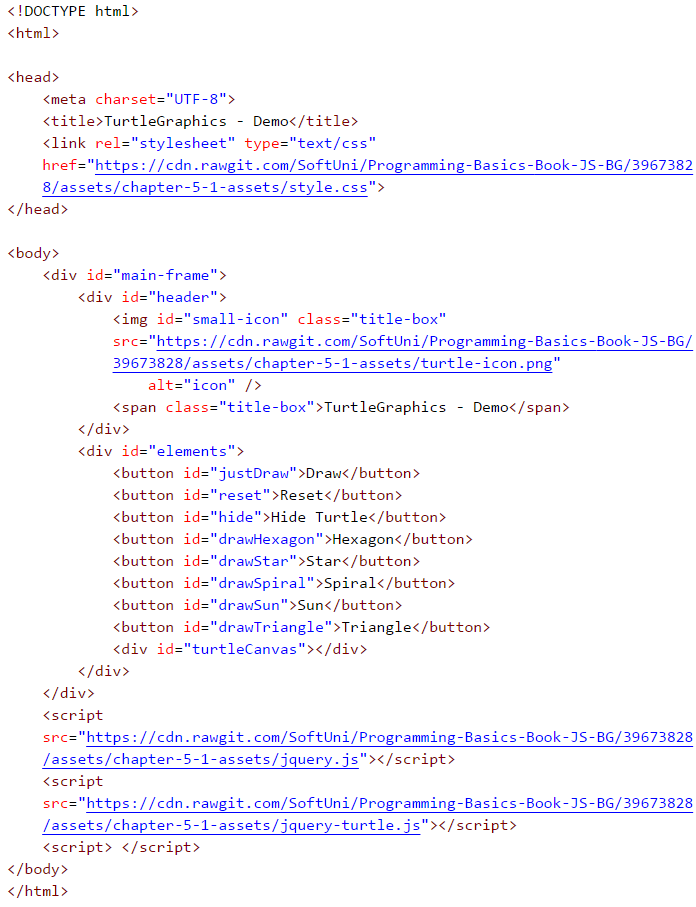 <!DOCTYPE html>
<html>

<head>
    <meta charset="UTF-8">
    <title>TurtleGraphics - Demo</title>
    <link rel="stylesheet" type="text/css"
    href="https://cdn.rawgit.com/SoftUni/Programming-Basics-Book-JS-BG/3967382
    8/assets/chapter-5-1-assets/style.css">
</head>

<body>
    <div id="main-frame">
        <div id="header">
            <img id="small-icon" class="title-box"
            src="https://cdn.rawgit.com/SoftUni/Programming-Basics-Book-JS-BG/
            39673828/assets/chapter-5-1-assets/turtle-icon.png"
                alt="icon" />
            <span class="title-box">TurtleGraphics - Demo</span>
        </div>
        <div id="elements">
            <button id="justDraw">Draw</button>
            <button id="reset">Reset</button>
            <button id="hide">Hide Turtle</button>
            <button id="drawHexagon">Hexagon</button>
            <button id="drawStar">Star</button>
            <button id="drawSpiral">Spiral</button>
            <button id="drawSun">Sun</button>
            <button id="drawTriangle">Triangle</button>
            <div id="turtleCanvas"></div>
        </div>
    </div>
    <script
    src="https://cdn.rawgit.com/SoftUni/Programming-Basics-Book-JS-BG/39673828
    /assets/chapter-5-1-assets/jquery.js"></script>
    <script
    src="https://cdn.rawgit.com/SoftUni/Programming-Basics-Book-JS-BG/39673828
    /assets/chapter-5-1-assets/jquery-turtle.js"></script>
    <script> </script>
</body>
</html>